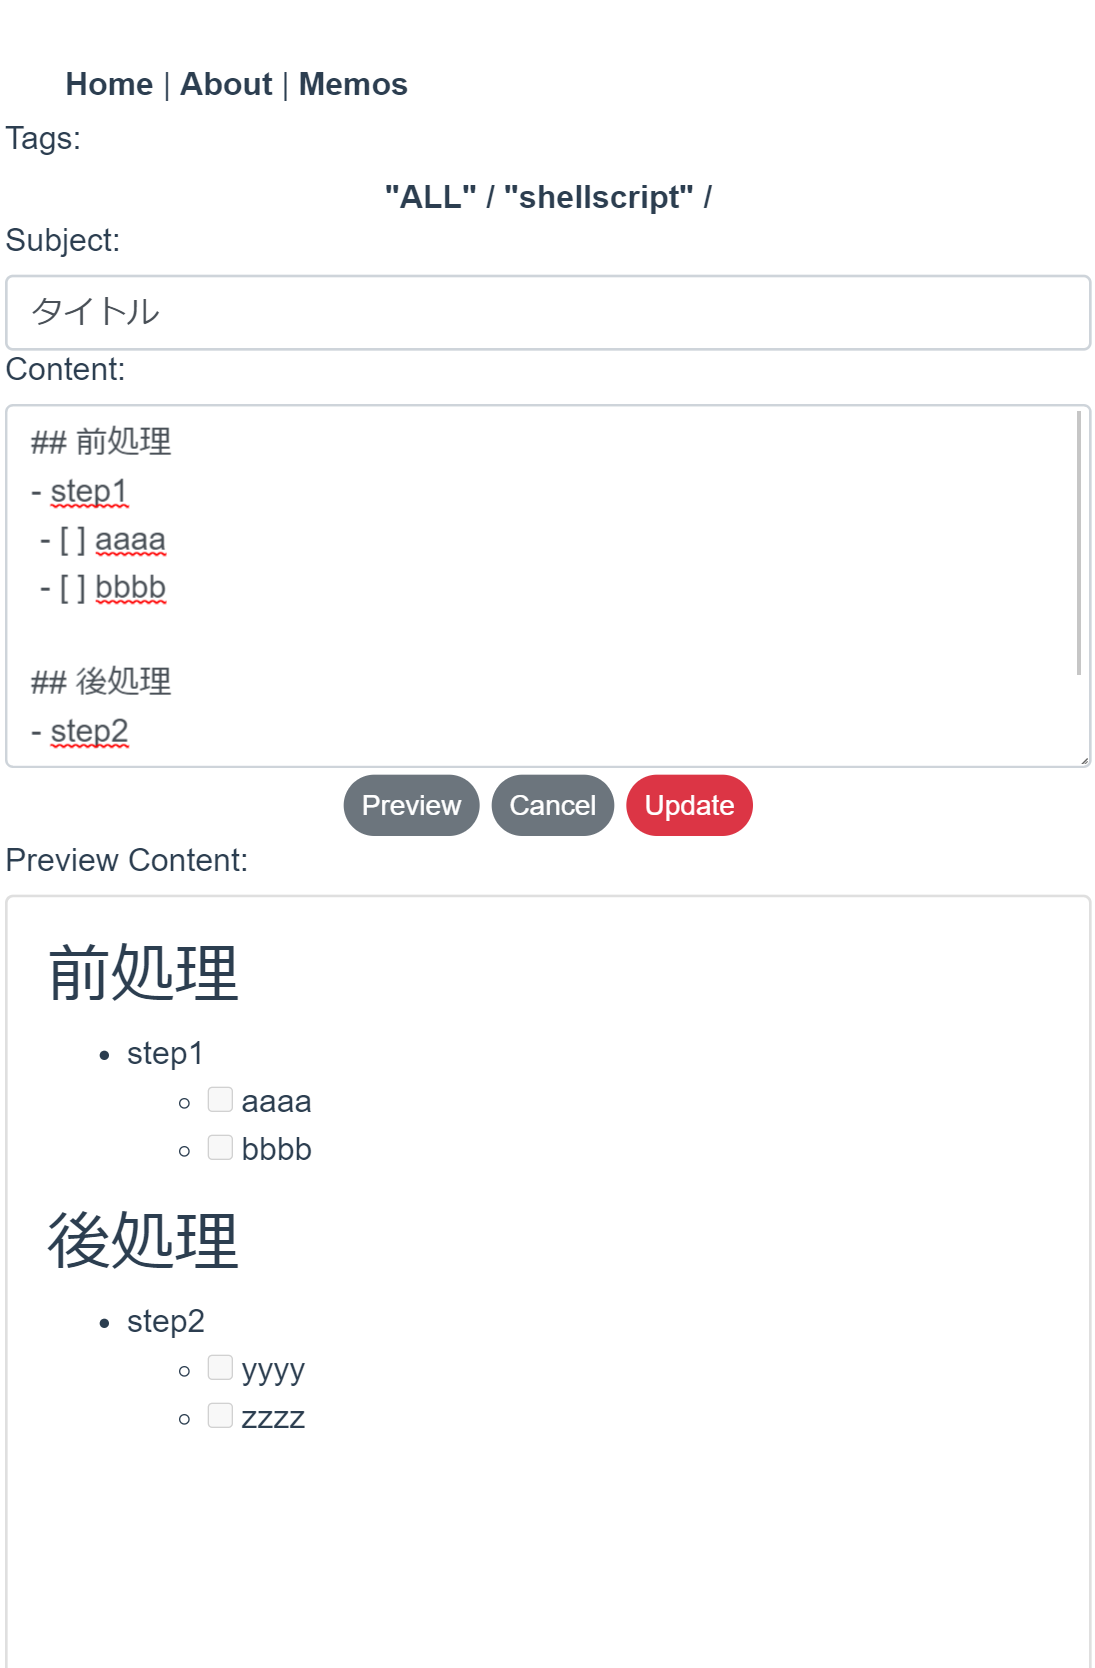 Home | About | Memos
Tags:
"ALL" / "shellscript" /
Subject:
タイトル
Content:
## 前処理
- step1
 - [ ] aaaa
 - [ ] bbbb

## 後処理
- step2
Preview Cancel Update
Preview Content:
前処理
step1
aaaa
bbbb
後処理
step2
yyyy
zzzz